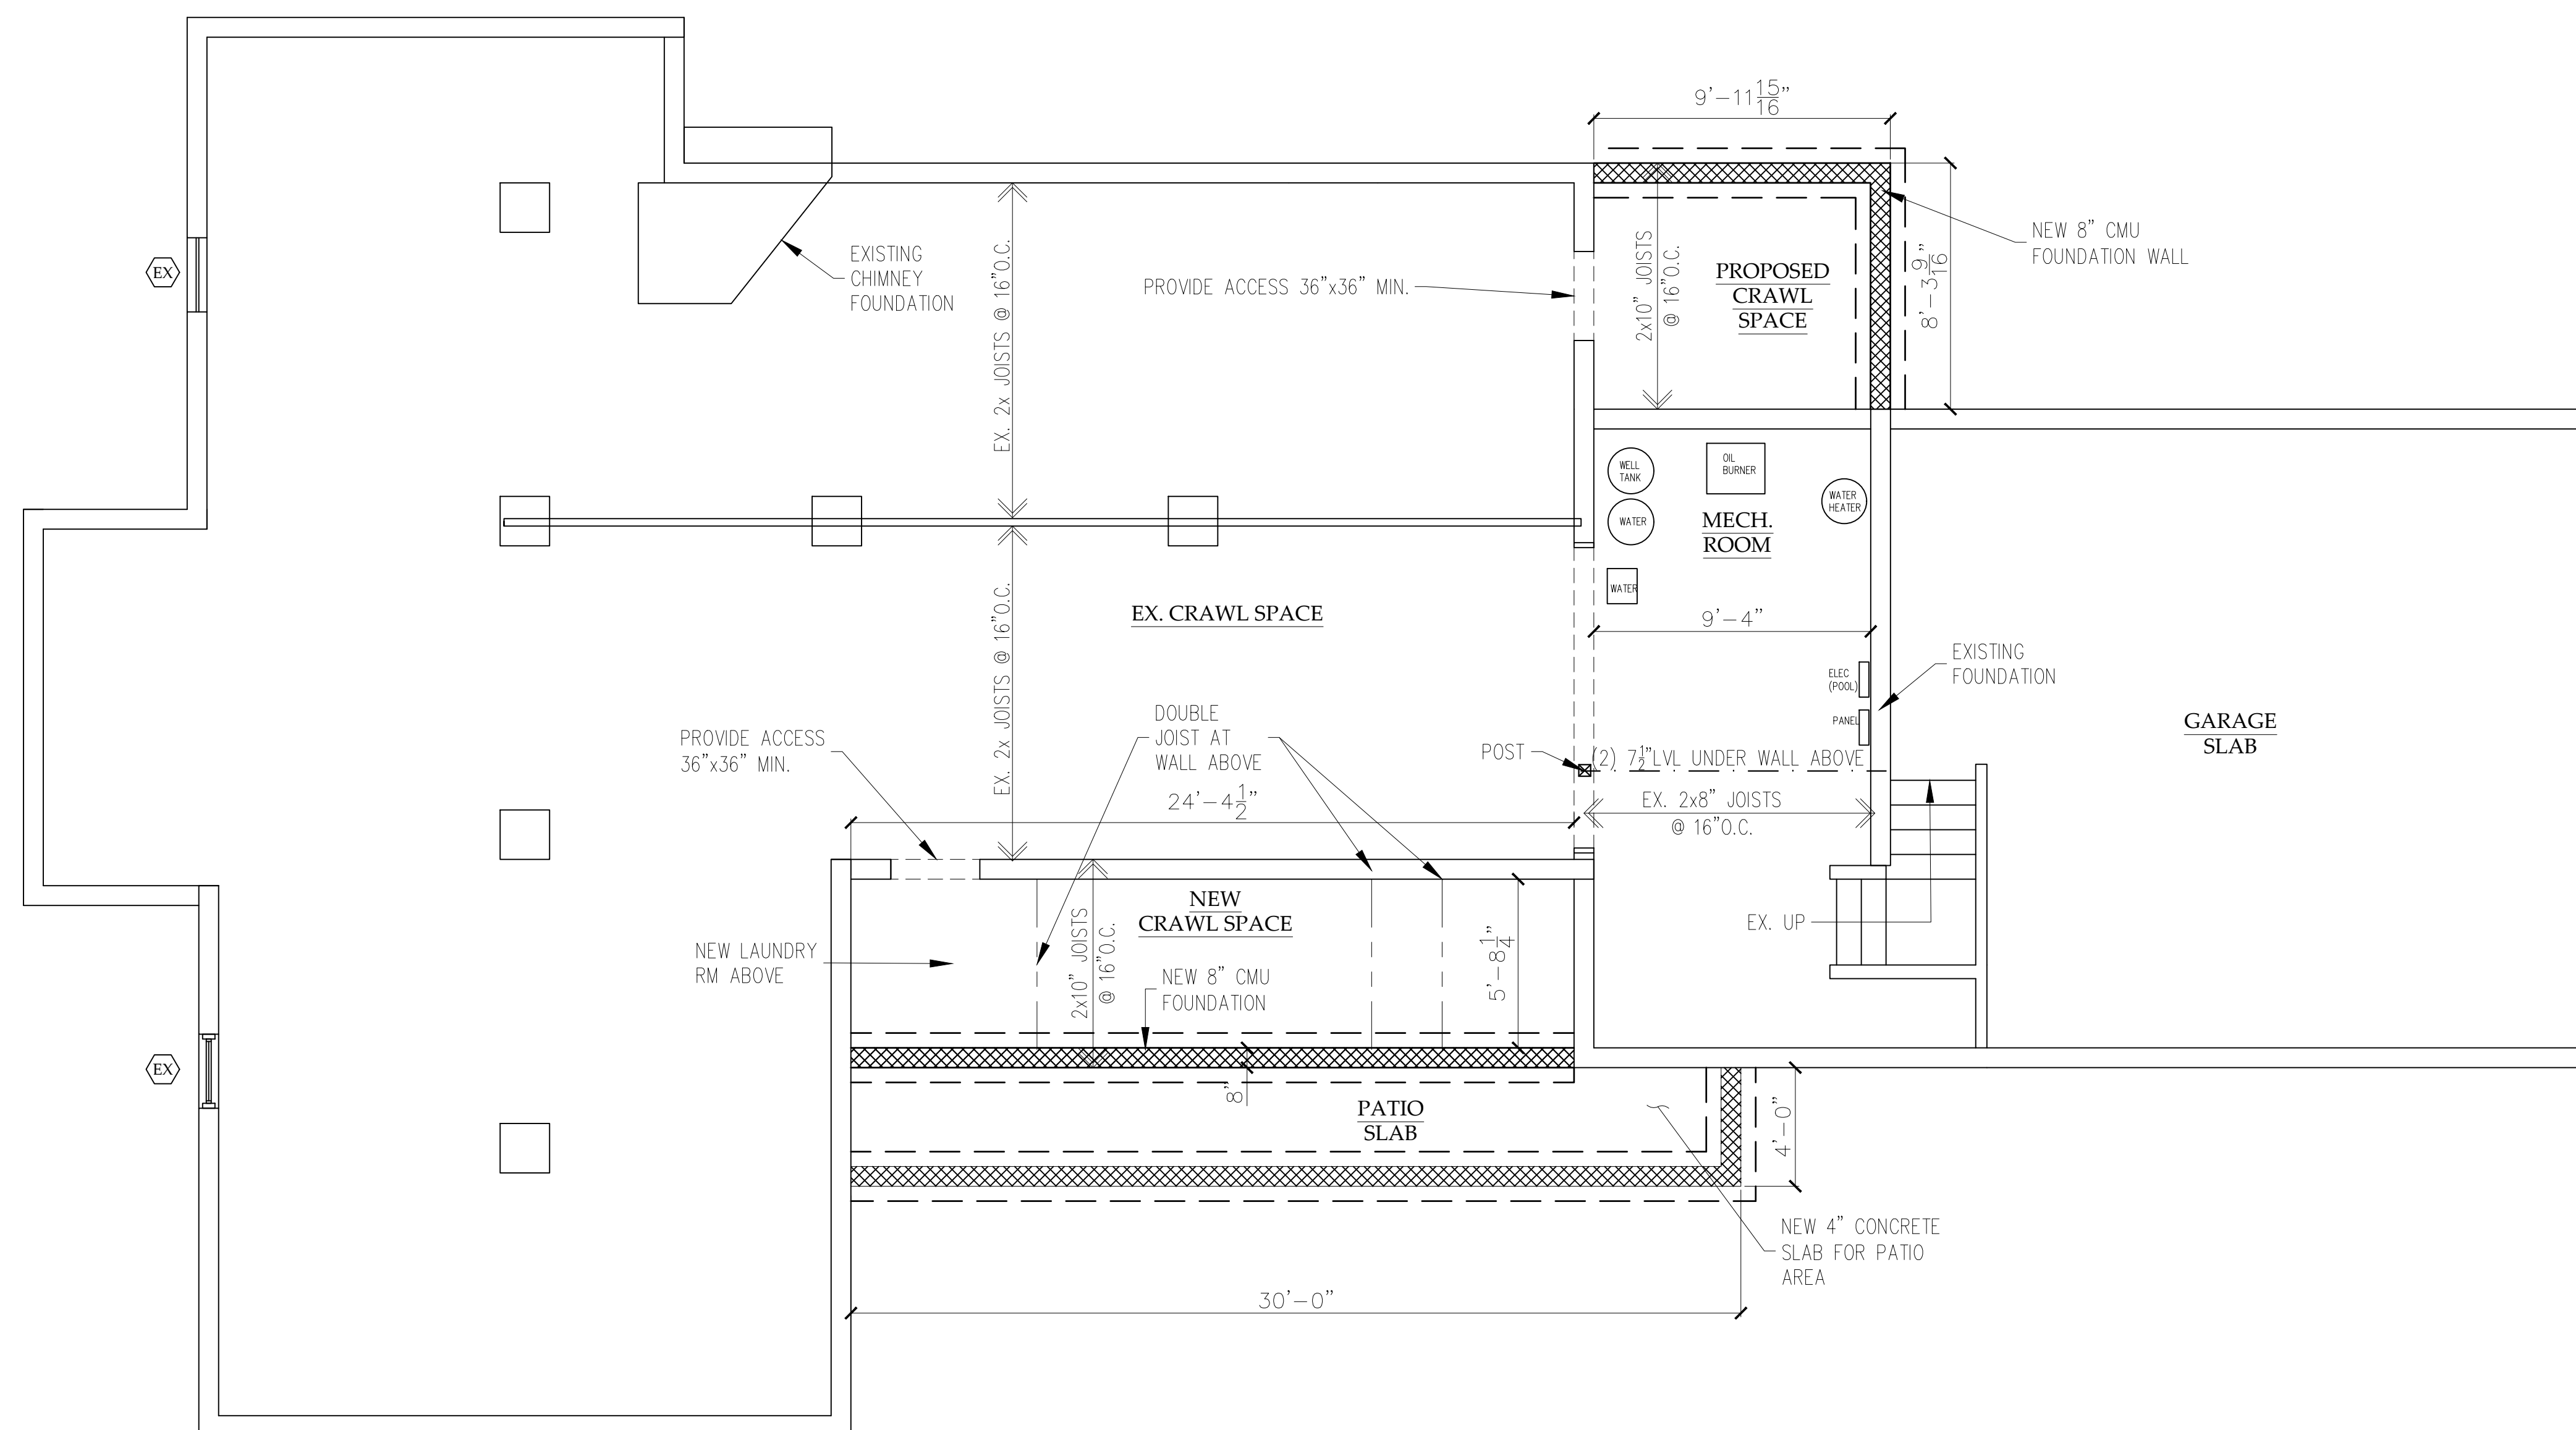 9'-11 15/16"
NEW 8" CMU
FOUNDATION WALL
8'-3 9/16"
PROPOSED
CRAWL
SPACE
2x10" JOISTS
@ 16"O.C.
PROVIDE ACCESS 36"x36" MIN.
EX
EXISTING
CHIMNEY
FOUNDATION
EX. 2x JOISTS @ 16"O.C.
WELL
TANK
OIL
BURNER
WATER
HEATER
WATER
MECH.
ROOM
WATER
9'-4"
EX. CRAWL SPACE
EX. 2x JOISTS @ 16"O.C.
ELEC
(POOL)
PANEL
EXISTING
FOUNDATION
GARAGE
SLAB
PROVIDE ACCESS
36"x36" MIN.
DOUBLE
JOIST AT
WALL ABOVE
POST
(2) 7 1/2"LVL UNDER WALL ABOVE
24'-4 1/2"
EX. 2x8" JOISTS
@ 16"O.C.
NEW
CRAWL SPACE
EX. UP
NEW LAUNDRY
RM ABOVE
2x10" JOISTS
@ 16"O.C.
NEW 8" CMU
FOUNDATION
5'-8 1/4"
EX
8"
PATIO
SLAB
4'-0"
NEW 4" CONCRETE
SLAB FOR PATIO
AREA
30'-0"